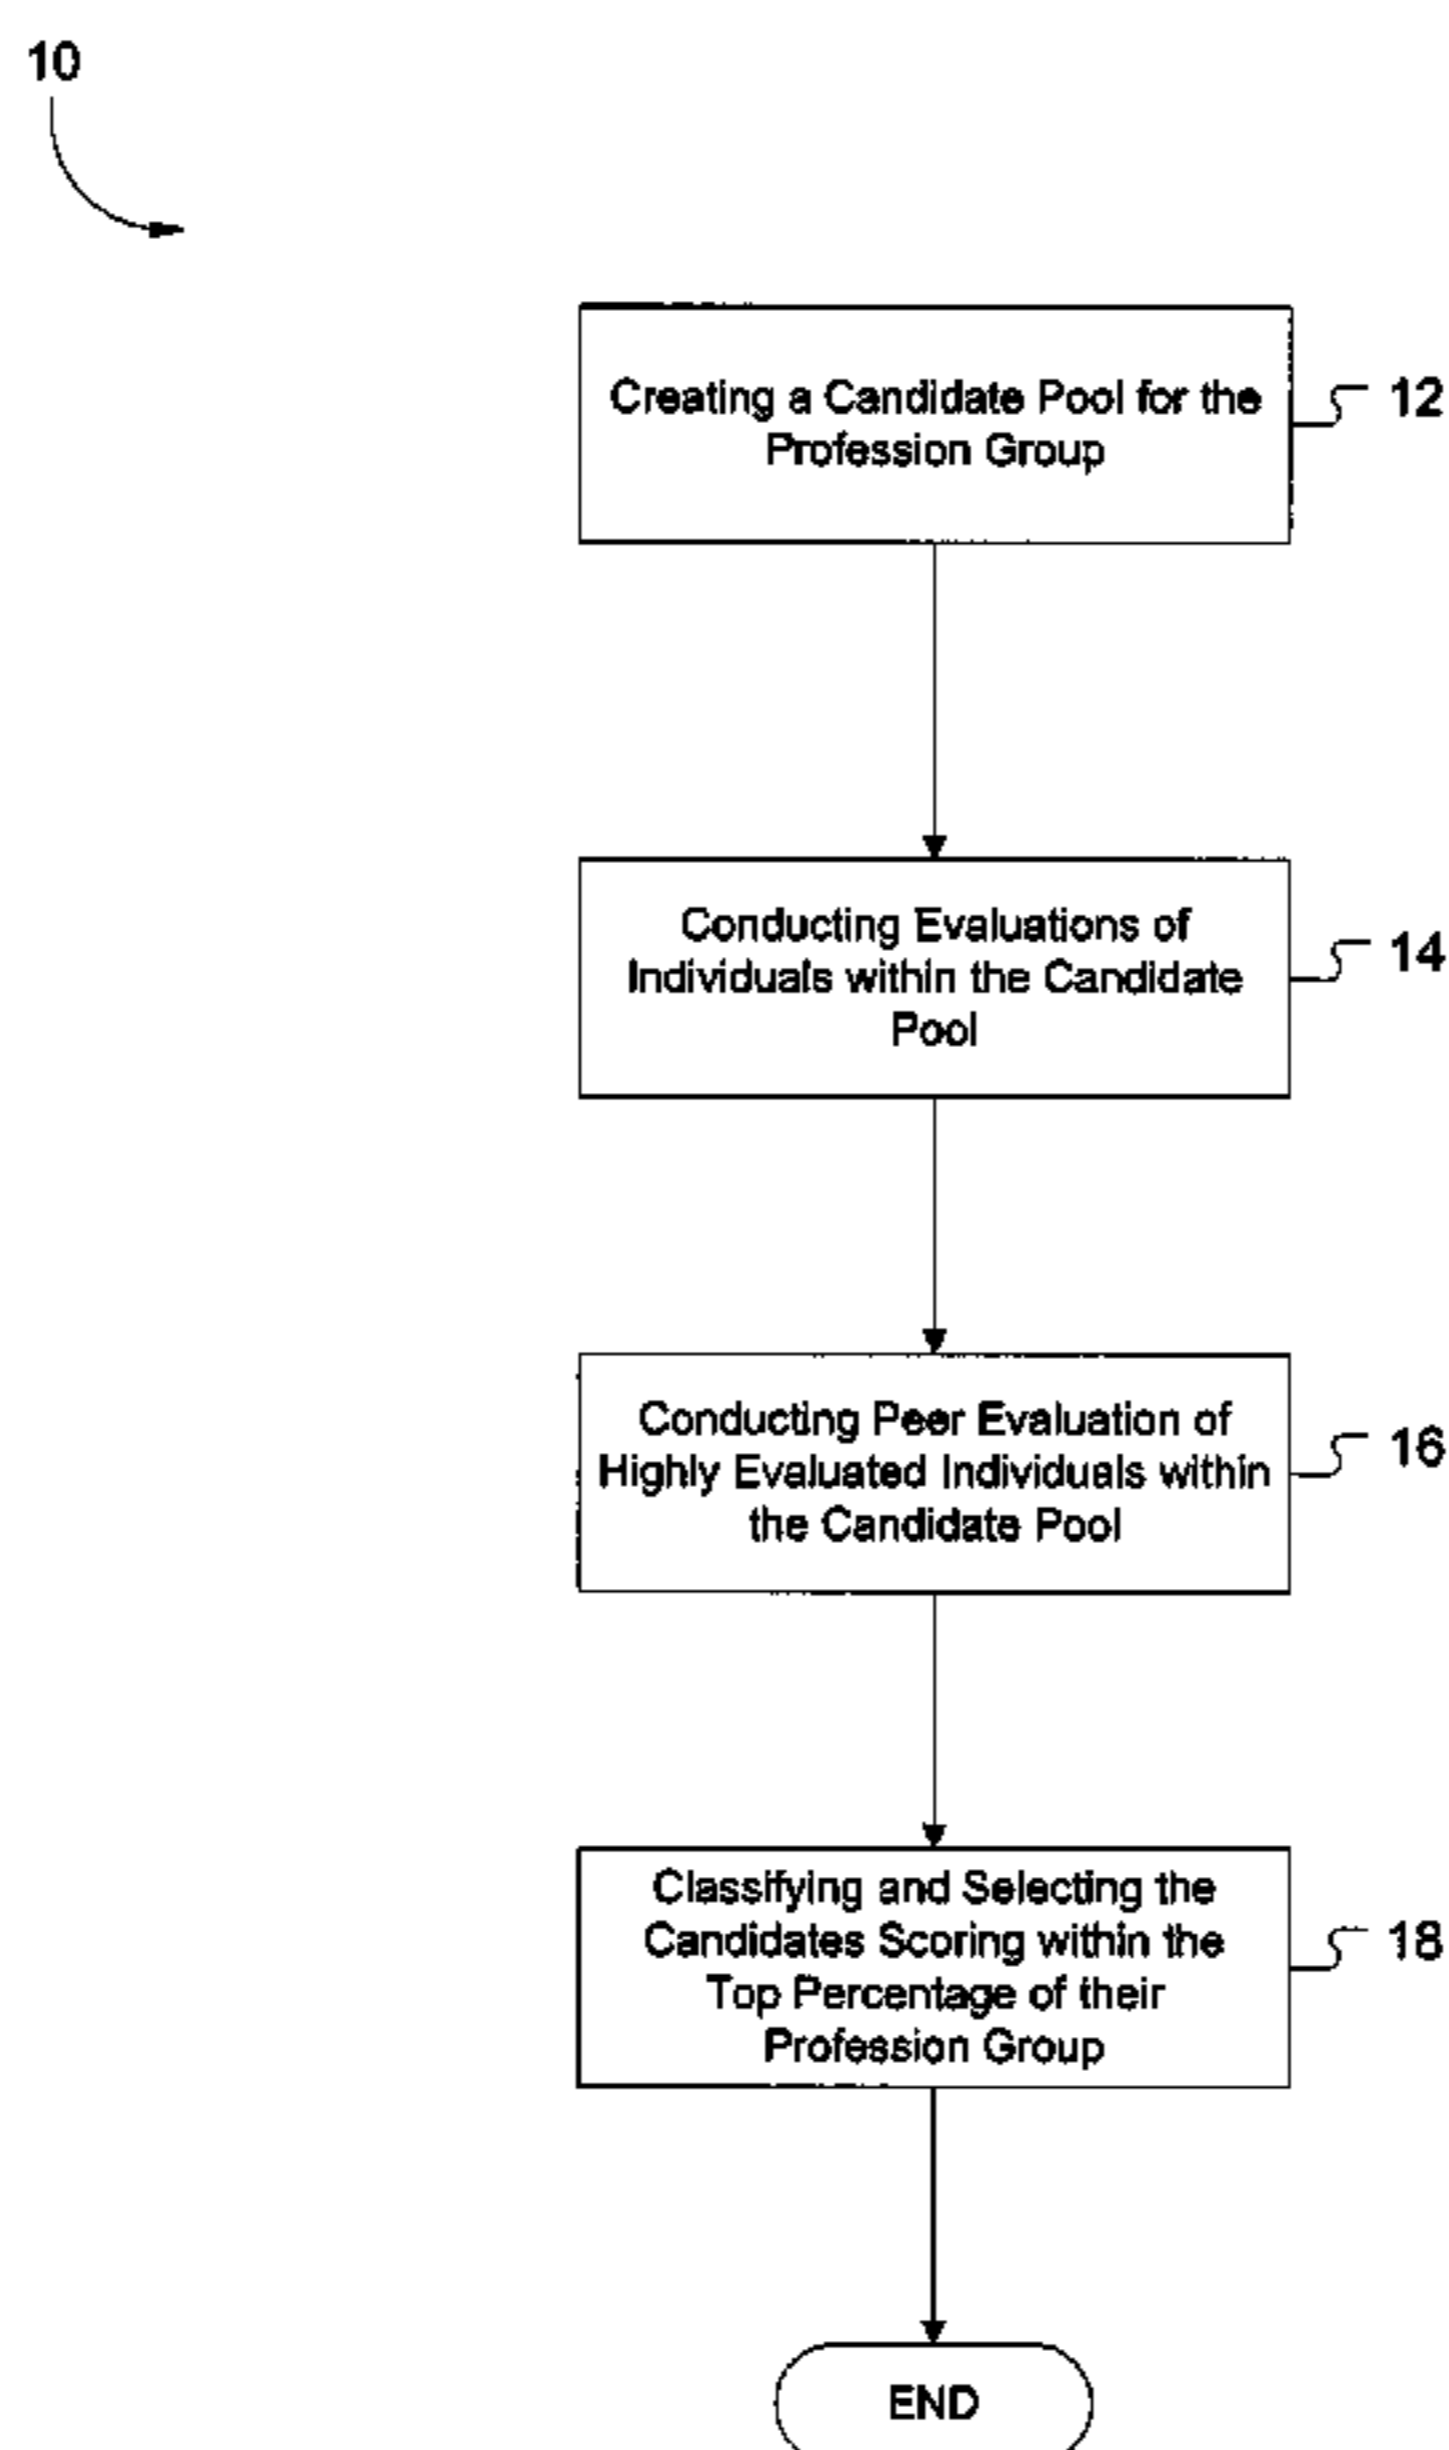 10
Creating a Candidate Pool for the
Profession Group
12
Conducting Evaluations of
Individuals within the Candidate
Pool
14
Conducting Peer Evaluation of
Highly Evaluated Individuals within
the Candidate Pool
16
Classifying and Selecting the
Candidates Scoring within the
Top Percentage of their
Profession Group
18
END